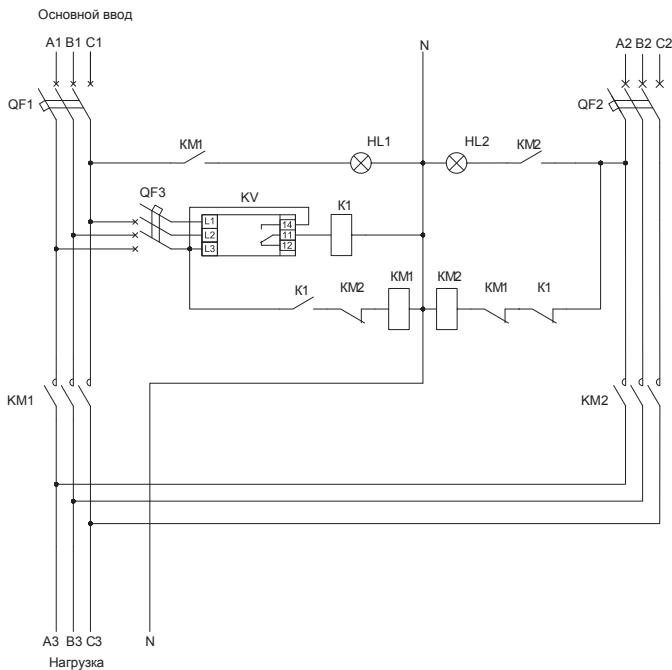 Основной ввод
A1 B1 C1
N
A2 B2 C2
QF1
QF2
KM1
HL1
HL2
KM2
QF3
KV
K1
L1
14
L2
11
L3
12
KM1
KM2
K1
KM2
KM1
K1
KM1
KM2
A3 B3 C3
N
Нагрузка